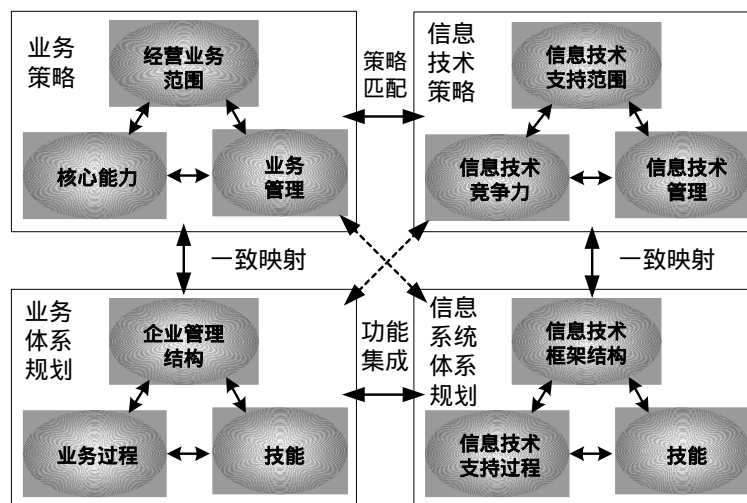 业务
策略
经营业务
范围
核心能力
业务
管理
策略
匹配
信息
技术
策略
信息技术
支持范围
信息技术
竞争力
信息技术
管理
一致映射
一致映射
业务
体系
规划
企业管理
结构
业务过程
技能
功能
集成
信息
系统
体系
规划
信息技术
框架结构
信息技术
支持过程
技能